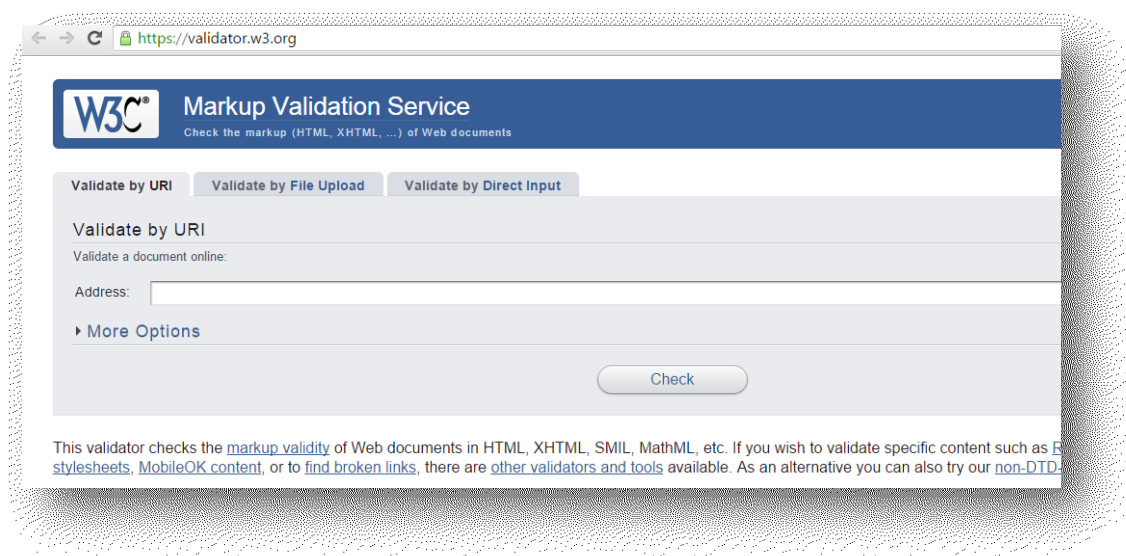 https://validator.w3.org
W3C®
Markup Validation Service
Check the markup (HTML, XHTML, ...) of Web documents
Validate by URI Validate by File Upload Validate by Direct Input
Validate by URI
Validate a document online:
Address:
More Options
Check
This validator checks the markup validity of Web documents in HTML, XHTML, SMIL, MathML, etc. If you wish to validate specific content such as
stylesheets, MobileOK content, or to find broken links, there are other validators and tools available. As an alternative you can also try our non-DTD-